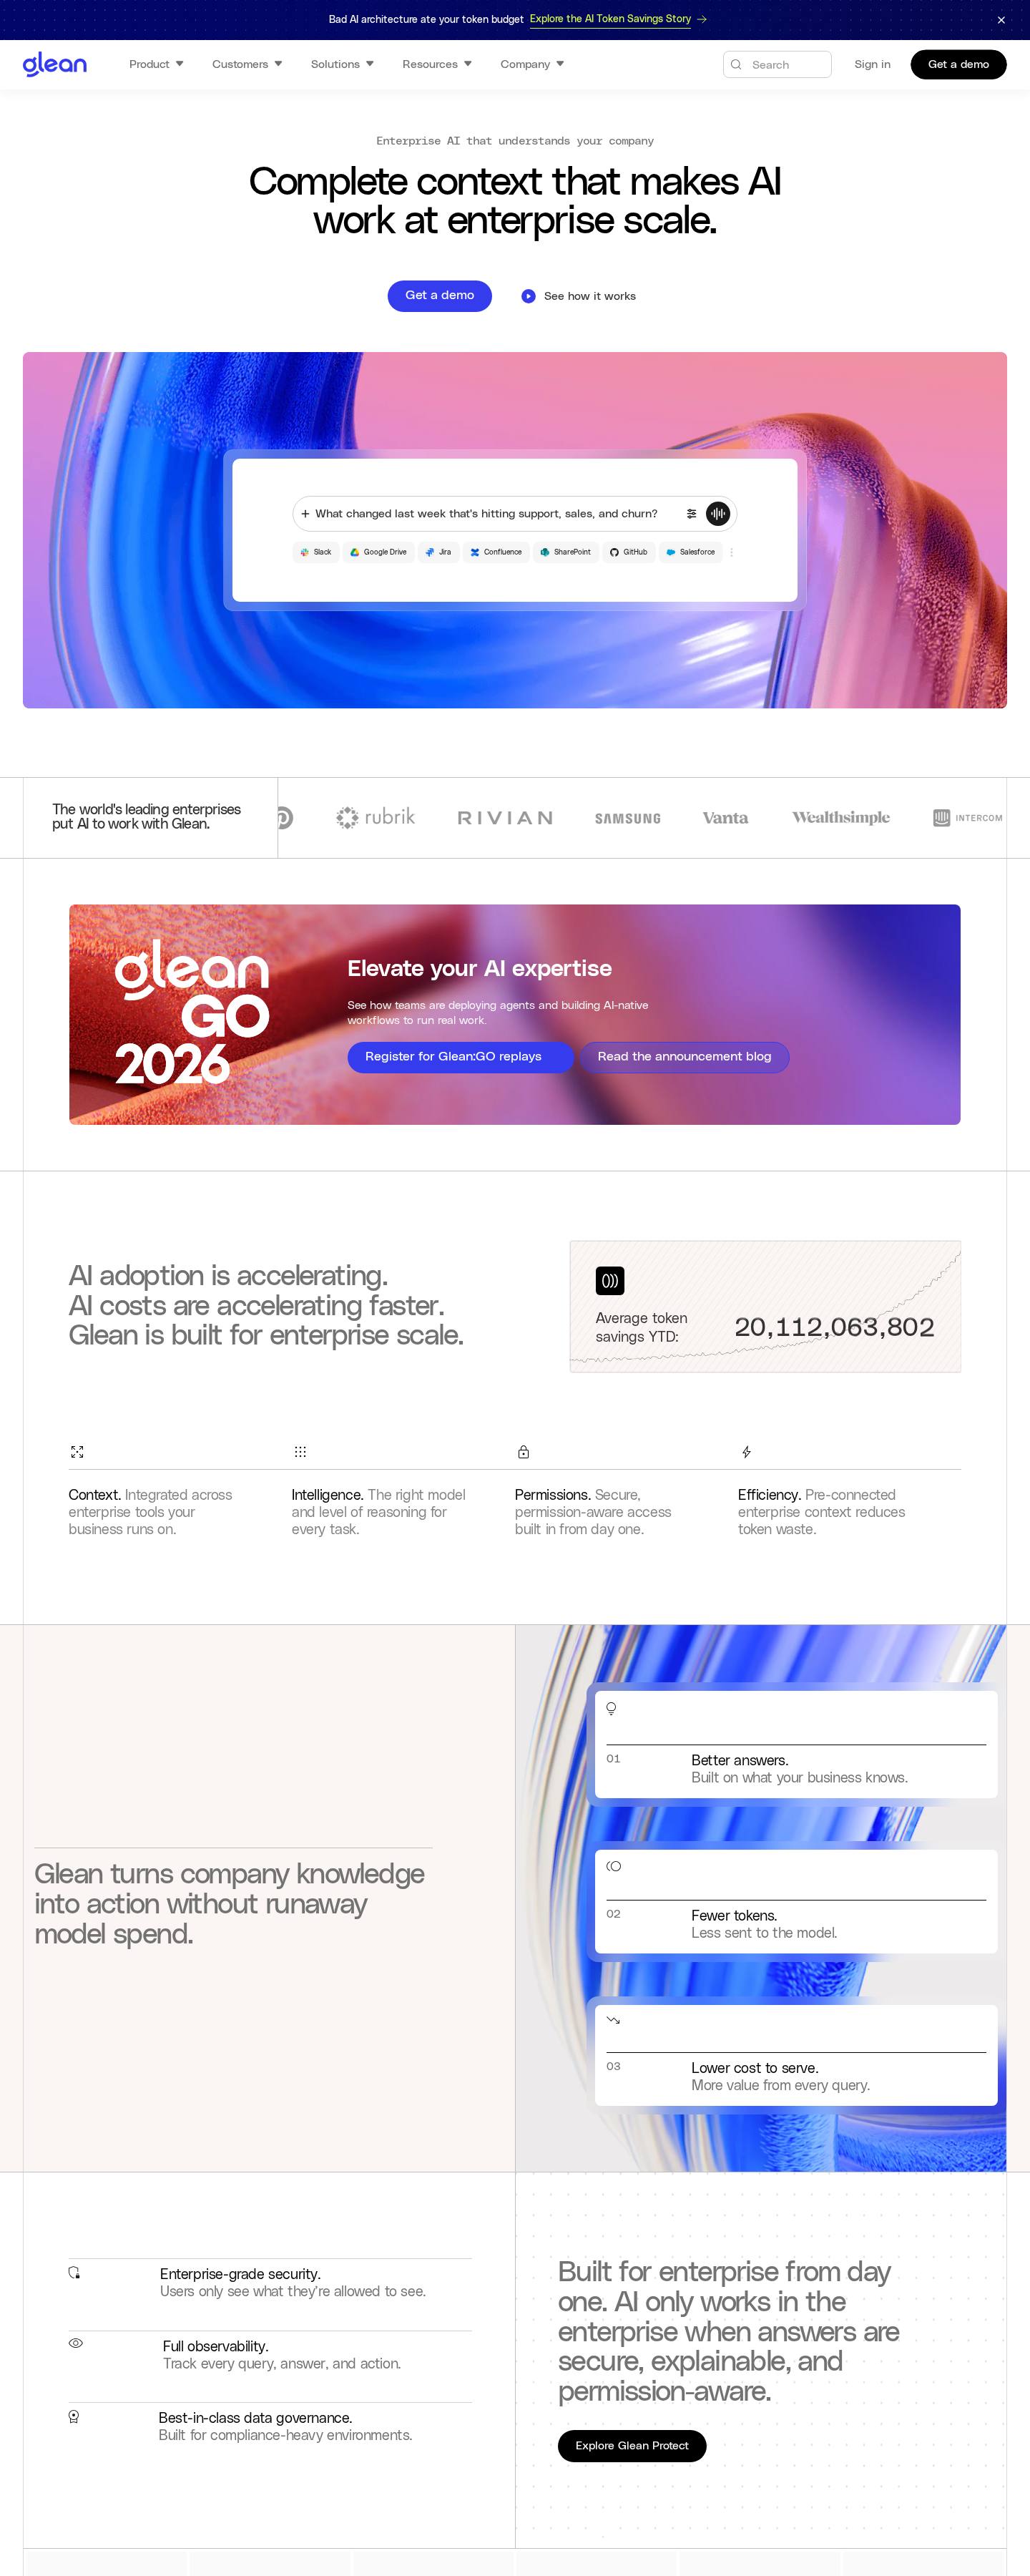 Bad AI architecture ate your token budget Explore the AI Token Savings Story
glean
Product Customers Solutions Resources Company Search Sign in Get a demo
Enterprise AI that understands your company
Complete context that makes AI
work at enterprise scale.
Get a demo See how it works
What changed last week that's hitting support, sales, and churn?
Slack Google Drive Jira Confluence SharePoint GitHub Salesforce
The world's leading enterprises
put AI to work with Glean.
rubrik RIVIAN SAMSUNG Vanta Wealthsimple INTERCOM
glean
GO
2026
Elevate your AI expertise
See how teams are deploying agents and building AI-native
workflows to run real work.
Register for Glean:GO replays Read the announcement blog
AI adoption is accelerating.
AI costs are accelerating faster.
Glean is built for enterprise scale.
Average token
savings YTD:
20,112,063,802
Context. Integrated across
enterprise tools your
business runs on.
Intelligence. The right model
and level of reasoning for
every task.
Permissions. Secure,
permission-aware access
built in from day one.
Efficiency. Pre-connected
enterprise context reduces
token waste.
Glean turns company knowledge
into action without runaway
model spend.
01 Better answers.
Built on what your business knows.
02 Fewer tokens.
Less sent to the model.
03 Lower cost to serve.
More value from every query.
Enterprise-grade security.
Users only see what they're allowed to see.
Full observability.
Track every query, answer, and action.
Best-in-class data governance.
Built for compliance-heavy environments.
Built for enterprise from day
one. AI only works in the
enterprise when answers are
secure, explainable, and
permission-aware.
Explore Glean Protect